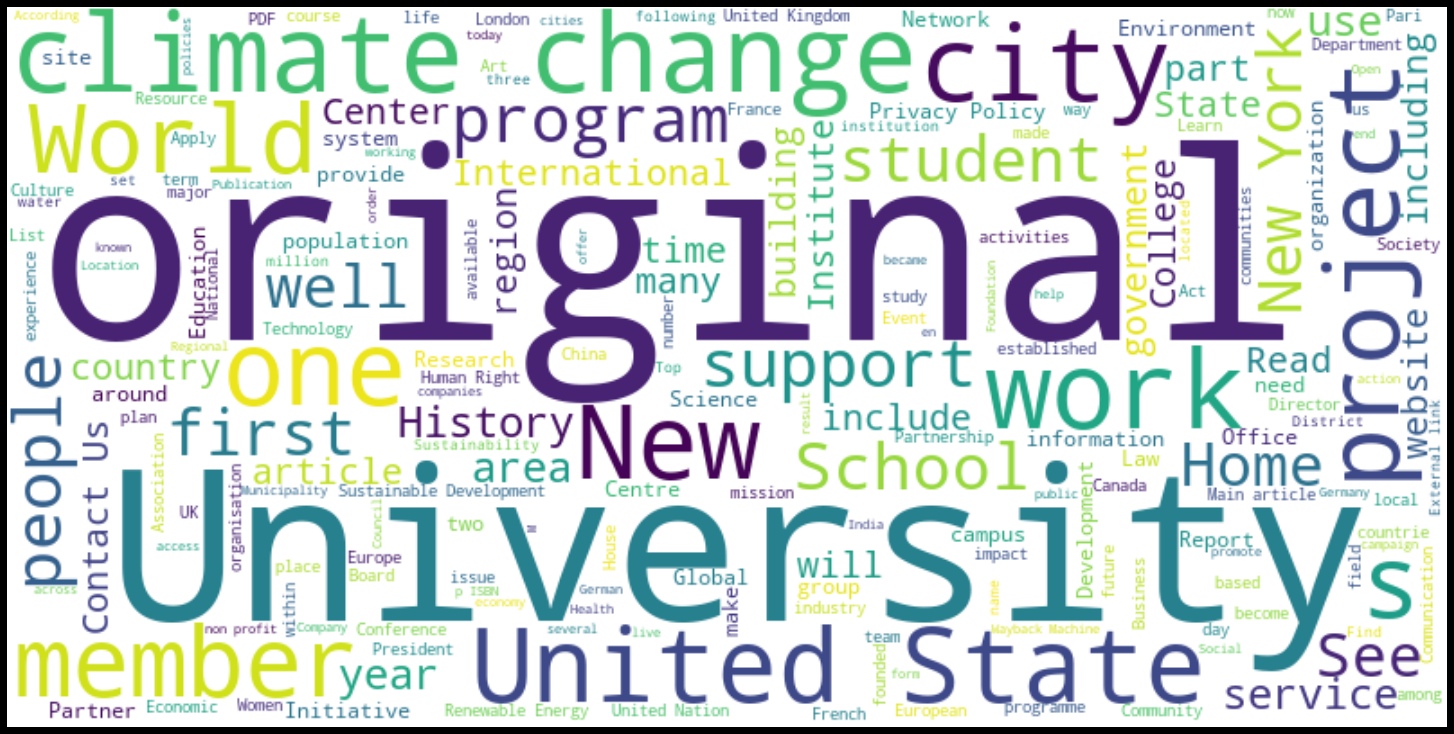 According
PDF
course
life
London
cities
following
United Kingdom
Network
Environment
use
now
Pari
climate change
city
site
policies
today
Art
three
Department
Open
part
Resource
World
Center
program
France
Privacy Policy
way
State
us
New York
project
including
Apply
system
working
institution
made
Learn
end
student
International
building
Institute
organization
Culture
water
set
term
major
Publication
provide
order
government
College
communities
located
original
List
known
Location
Education
National
population
million
well
Technology
available
region
offer
time
many
number
activities
became
study
Event
en
Foundation
help
Act
Society
experience
Regional
country
one
Research
China
Human Right
companies
Top
established
support
work
Read
need
action
Director
District
Website
External link
people
around
plan
Contact Us
first
History
New
Science
include
result
Partnership
information
Office
Sustainability
article
area
School
Law
Home
Association
Municipality
Sustainable Development
Centre
mission
public
Canada
Main article
Germany
local
University
UK
organisation
access
Council
two
House
India
campus
impact
Development
Report
promote
countrie
campaign
field
s
across
place
Europe
Board
issue
p ISBN
economy
German
Health
Global
make
will
group
industry
name
future
Business
based
become
Communication
non profit
within
Company
Conference
President
several
live
team
founded
form
Wayback Machine
day
Social
Find
See
member
year
United State
service
among
Partner
Economic
Women
Initiative
Renewable Energy
United Nation
French
European
programme
Community